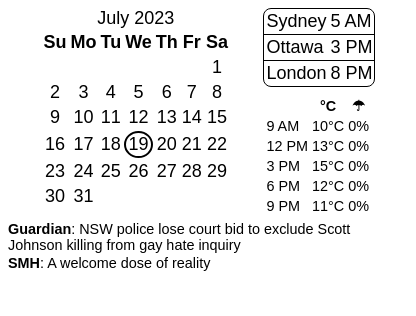 July 2023
Su Mo Tu We Th Fr Sa
1
2 3 4 5 6 7 8
9 10 11 12 13 14 15
16 17 18 19 20 21 22
23 24 25 26 27 28 29
30 31
Sydney 5 AM
Ottawa 3 PM
London 8 PM
°C ☂
9 AM 10°C 0%
12 PM 13°C 0%
3 PM 15°C 0%
6 PM 12°C 0%
9 PM 11°C 0%
Guardian: NSW police lose court bid to exclude Scott
Johnson killing from gay hate inquiry
SMH: A welcome dose of reality